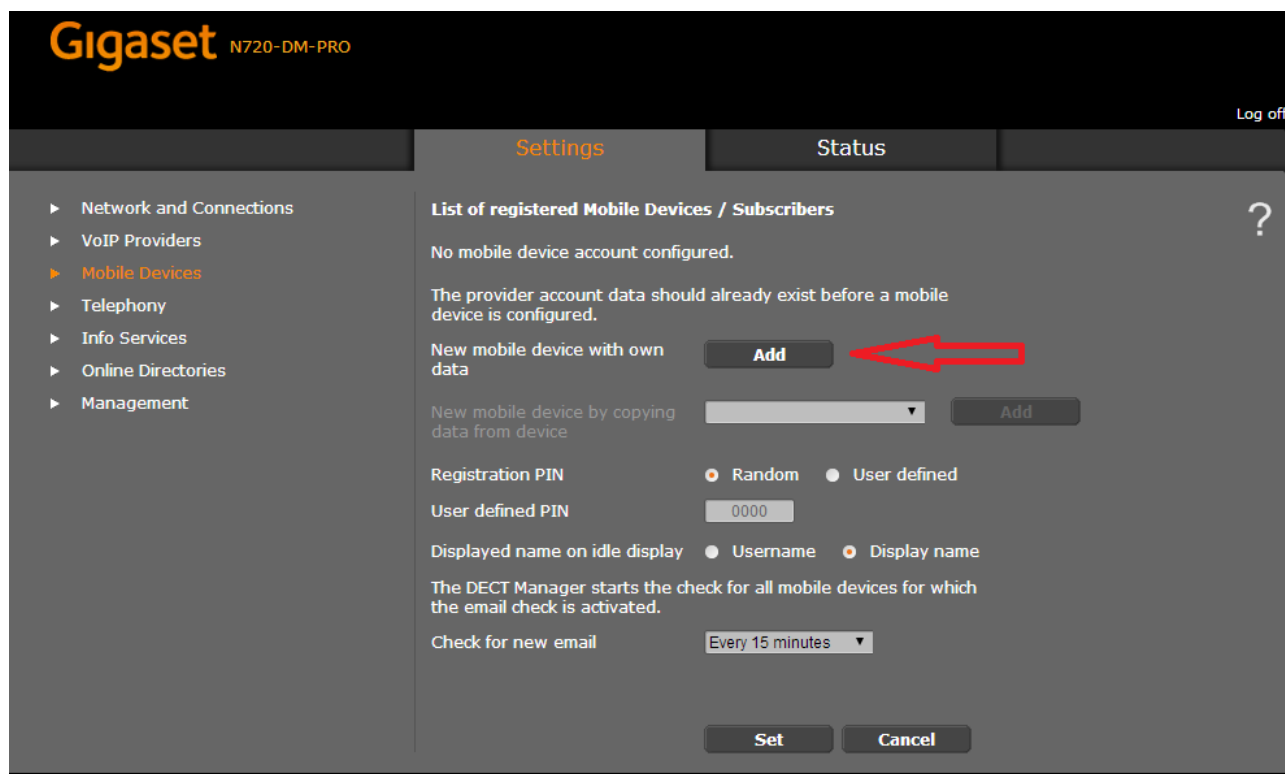 Gigaset N720-DM-PRO
Log off
Settings
Status
Network and Connections
VoIP Providers
Mobile Devices
Telephony
Info Services
Online Directories
Management
List of registered Mobile Devices / Subscribers
?
No mobile device account configured.
The provider account data should already exist before a mobile
device is configured.
New mobile device with own
data
Add
New mobile device by copying
data from device
Add
Registration PIN
Random
User defined
User defined PIN
0000
Displayed name on idle display
Username
Display name
The DECT Manager starts the check for all mobile devices for which
the email check is activated.
Check for new email
Every 15 minutes
Set
Cancel